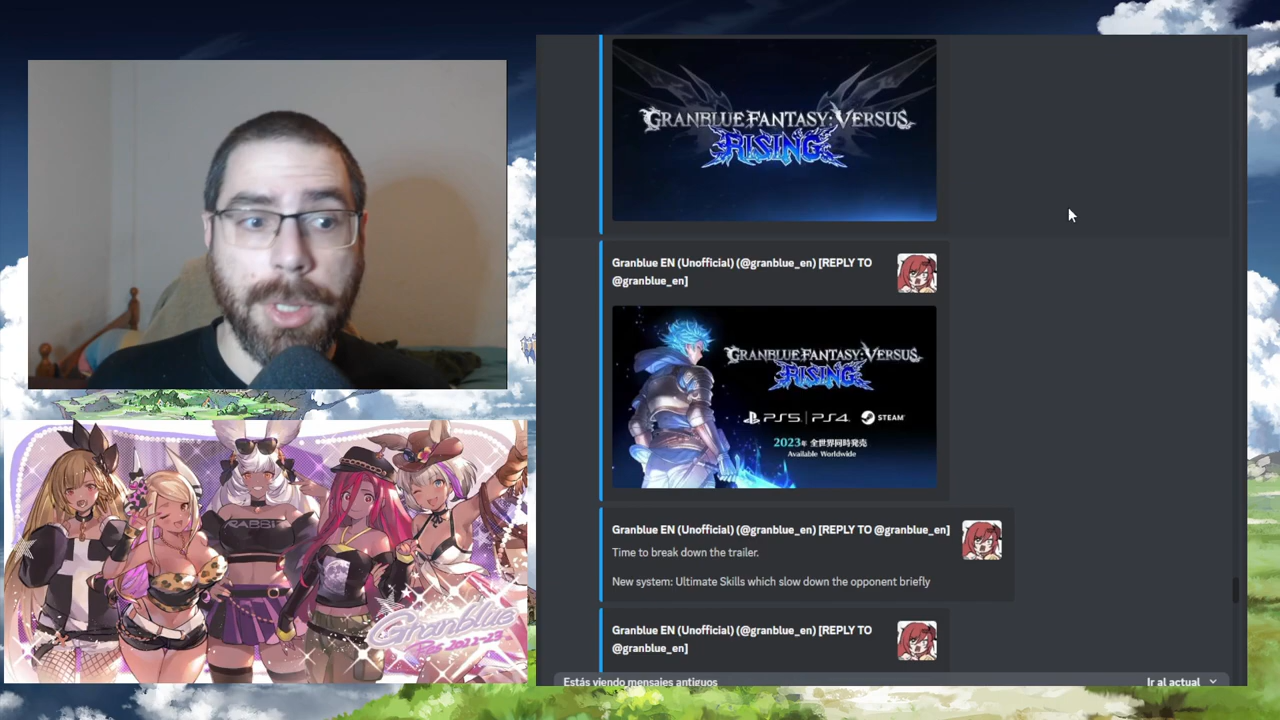 GRANBLUE FANTASY: VERSUS
RISING
Granblue EN (Unofficial) (@granblue_en) [REPLY TO
@granblue_en]
GRANBLUE FANTASY: VERSUS
RISING
PS5 | PS4 STEAM
2023年 全世界同時発売
Available Worldwide
Granblue EN (Unofficial) (@granblue_en) [REPLY TO @granblue_en]
Time to break down the trailer.
New system: Ultimate Skills which slow down the opponent briefly
Granblue EN (Unofficial) (@granblue_en) [REPLY TO
@granblue_en]
Estás viendo mensajes antiguos
Ir al actual
RABBIT
Granblue
Fes 2022-23